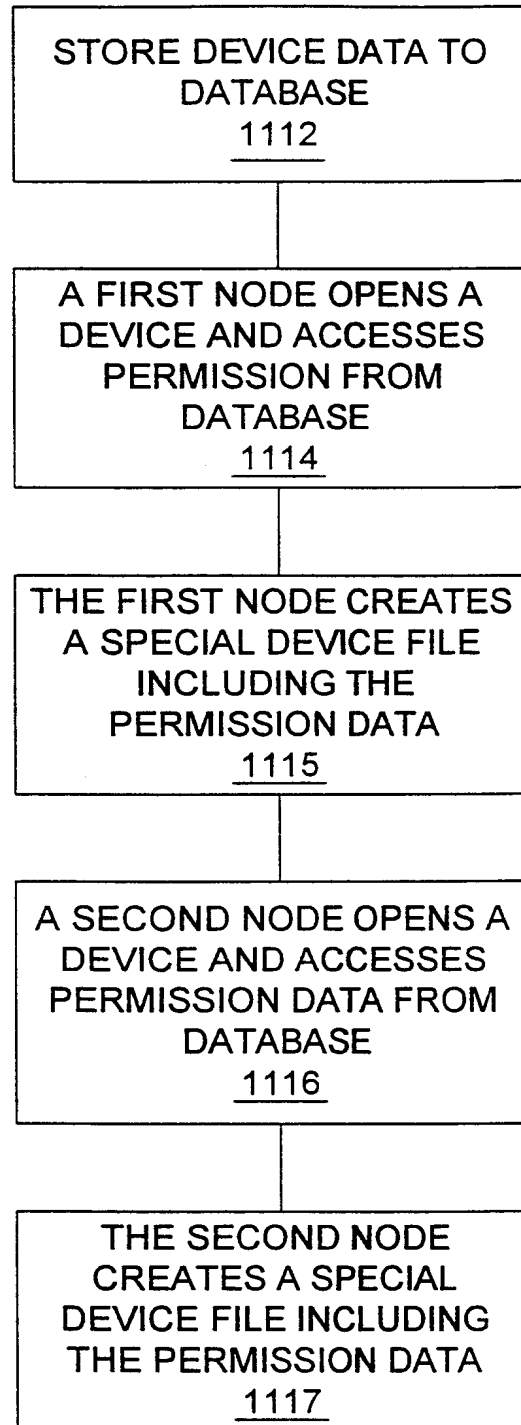 STORE DEVICE DATA TO
DATABASE
1112
A FIRST NODE OPENS A
DEVICE AND ACCESSES
PERMISSION FROM
DATABASE
1114
THE FIRST NODE CREATES
A SPECIAL DEVICE FILE
INCLUDING THE
PERMISSION DATA
1115
A SECOND NODE OPENS A
DEVICE AND ACCESSES
PERMISSION DATA FROM
DATABASE
1116
THE SECOND NODE
CREATES A SPECIAL
DEVICE FILE INCLUDING
THE PERMISSION DATA
1117